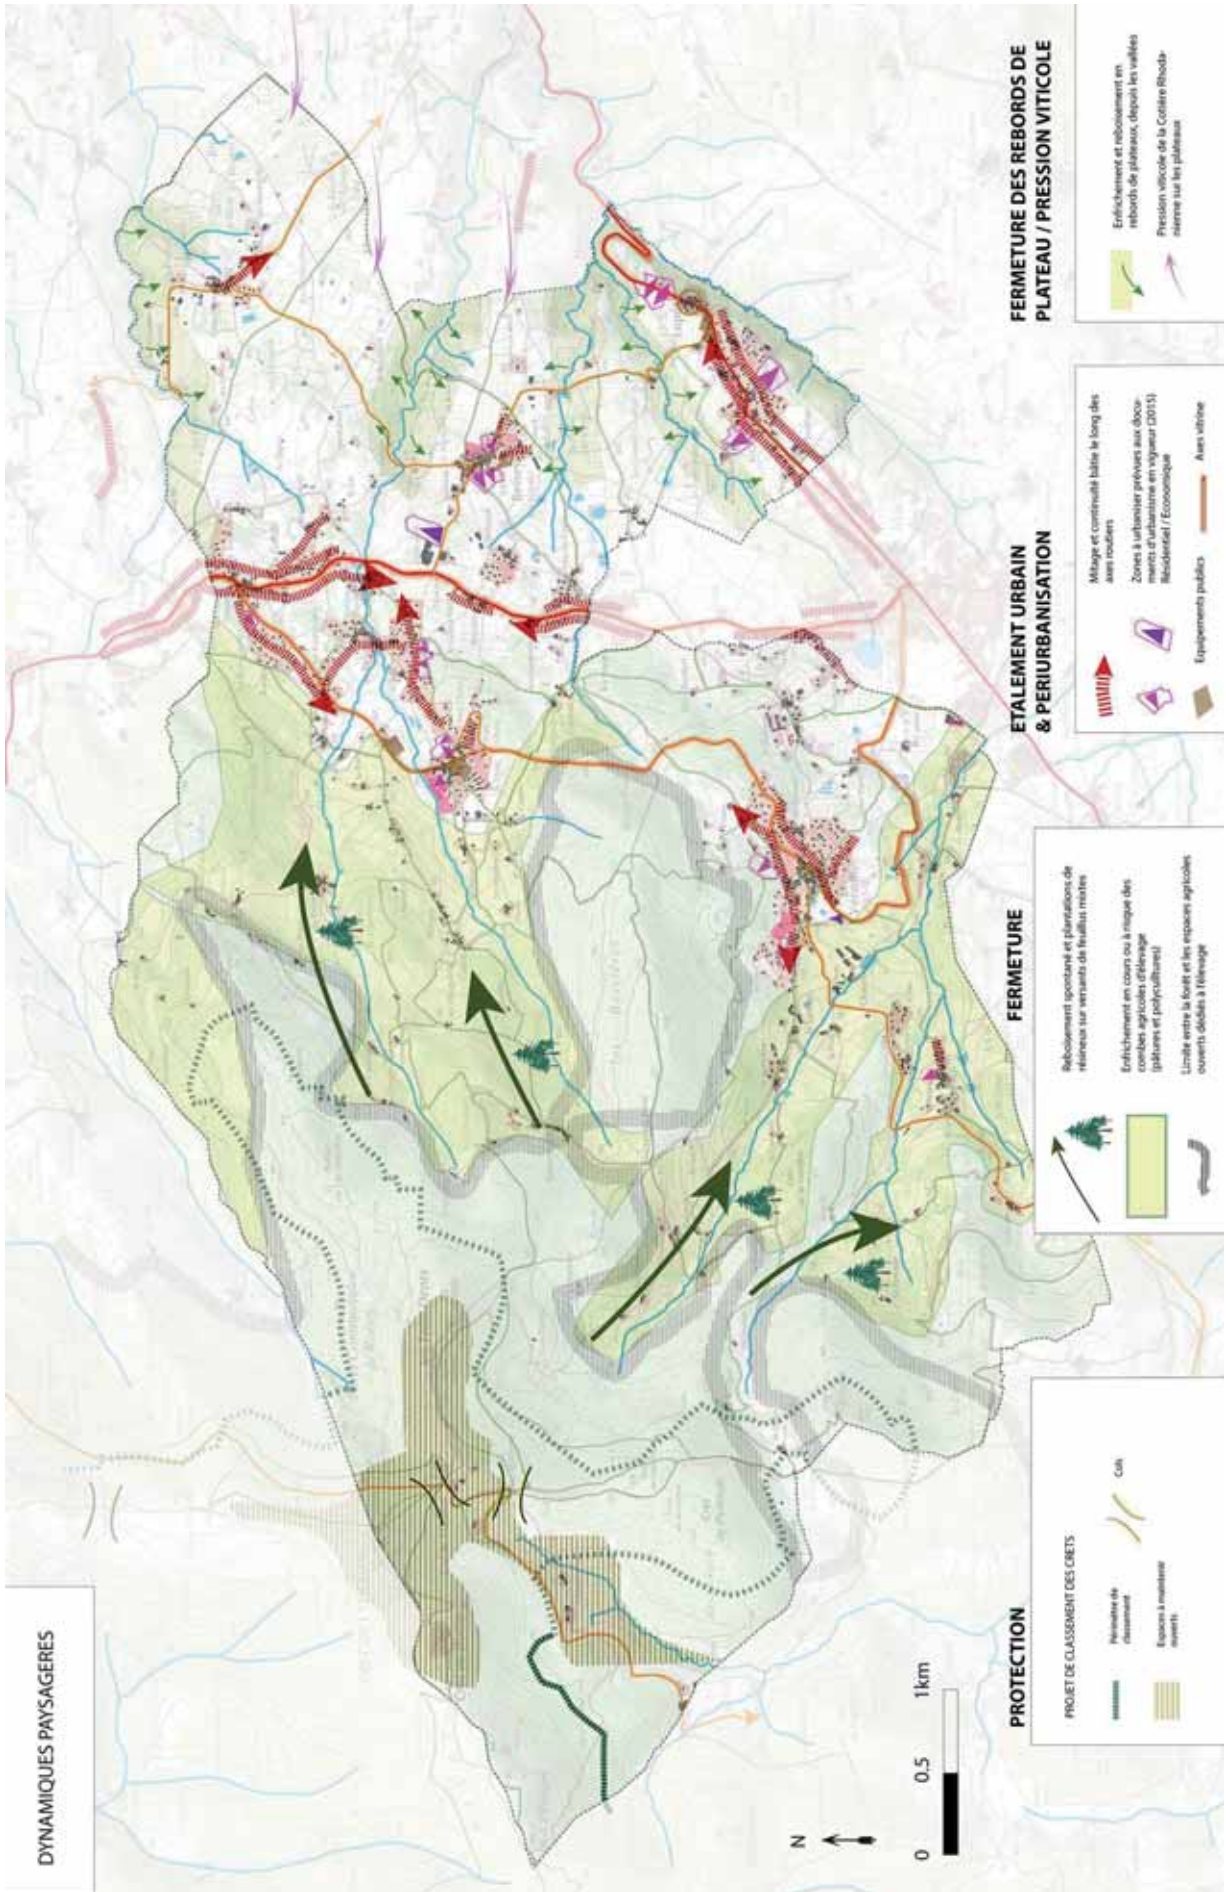 DYNAMIQUES PAYSAGERES
N
0
0.5
1km
PROTECTION
PROJET DE CLASSEMENT DES CRETS
Périmètre de
classement
Cols
Espaces à maintenir
ouverts
FERMETURE
Reboisement spontané et plantations de
résineux sur versants de feuillus mixtes
Enfrichement en cours ou à risque des
combes agricoles d'élevage
(pâtures et polycultures)
Limite entre la forêt et les espaces agricoles
ouverts dédiés à l'élevage
ETALEMENT URBAIN
& PERIURBANISATION
Mitage et continuité bâtie le long des
axes routiers
Zones à urbaniser prévues aux docu-
ments d'urbanisme en vigueur (2015)
Résidentiel / Economique
Equipements publics
Axes vitrine
FERMETURE DES REBORDS DE
PLATEAU / PRESSION VITICOLE
Enfrichement et reboisement en
rebords de plateaux, depuis les vallées
Pression viticole de la Cotière Rhoda-
nienne sur les plateaux